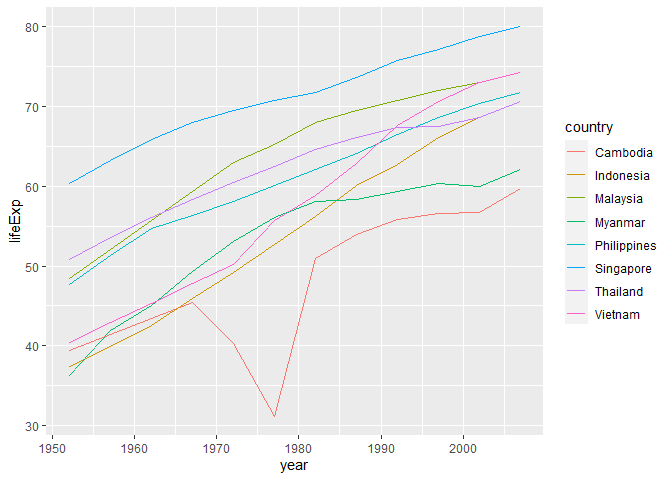 80
70
60
50
40
30
lifeExp
1950
1960
1970
1980
1990
2000
year
country
Cambodia
Indonesia
Malaysia
Myanmar
Philippines
Singapore
Thailand
Vietnam